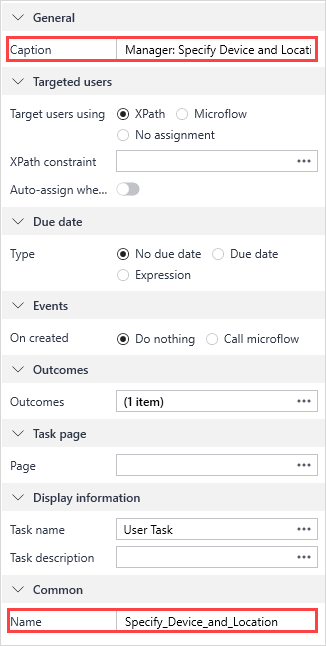 General
Caption Manager: Specify Device and Locati
Targeted users
Target users using XPath Microflow
No assignment
XPath constraint ...
Auto-assign whe...
Due date
Type No due date Due date
Expression
Events
On created Do nothing Call microflow
Outcomes
Outcomes (1 item) ...
Task page
Page ...
Display information
Task name User Task ...
Task description ...
Common
Name Specify_Device_and_Location